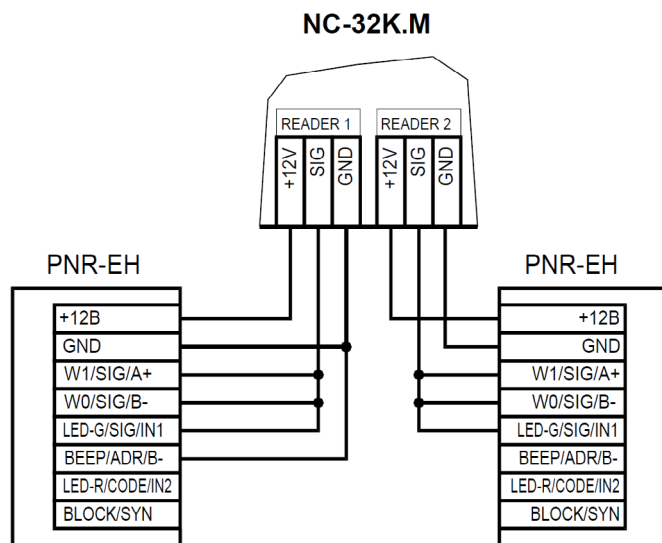 NC-32K.M
READER 1
READER 2
+12V
SIG
GND
+12V
SIG
GND
PNR-EH
PNR-EH
+12B
GND
W1/SIG/A+
W0/SIG/B-
LED-G/SIG/IN1
BEEP/ADR/B-
LED-R/CODE/IN2
BLOCK/SYN
+12B
GND
W1/SIG/A+
W0/SIG/B-
LED-G/SIG/IN1
BEEP/ADR/B-
LED-R/CODE/IN2
BLOCK/SYN